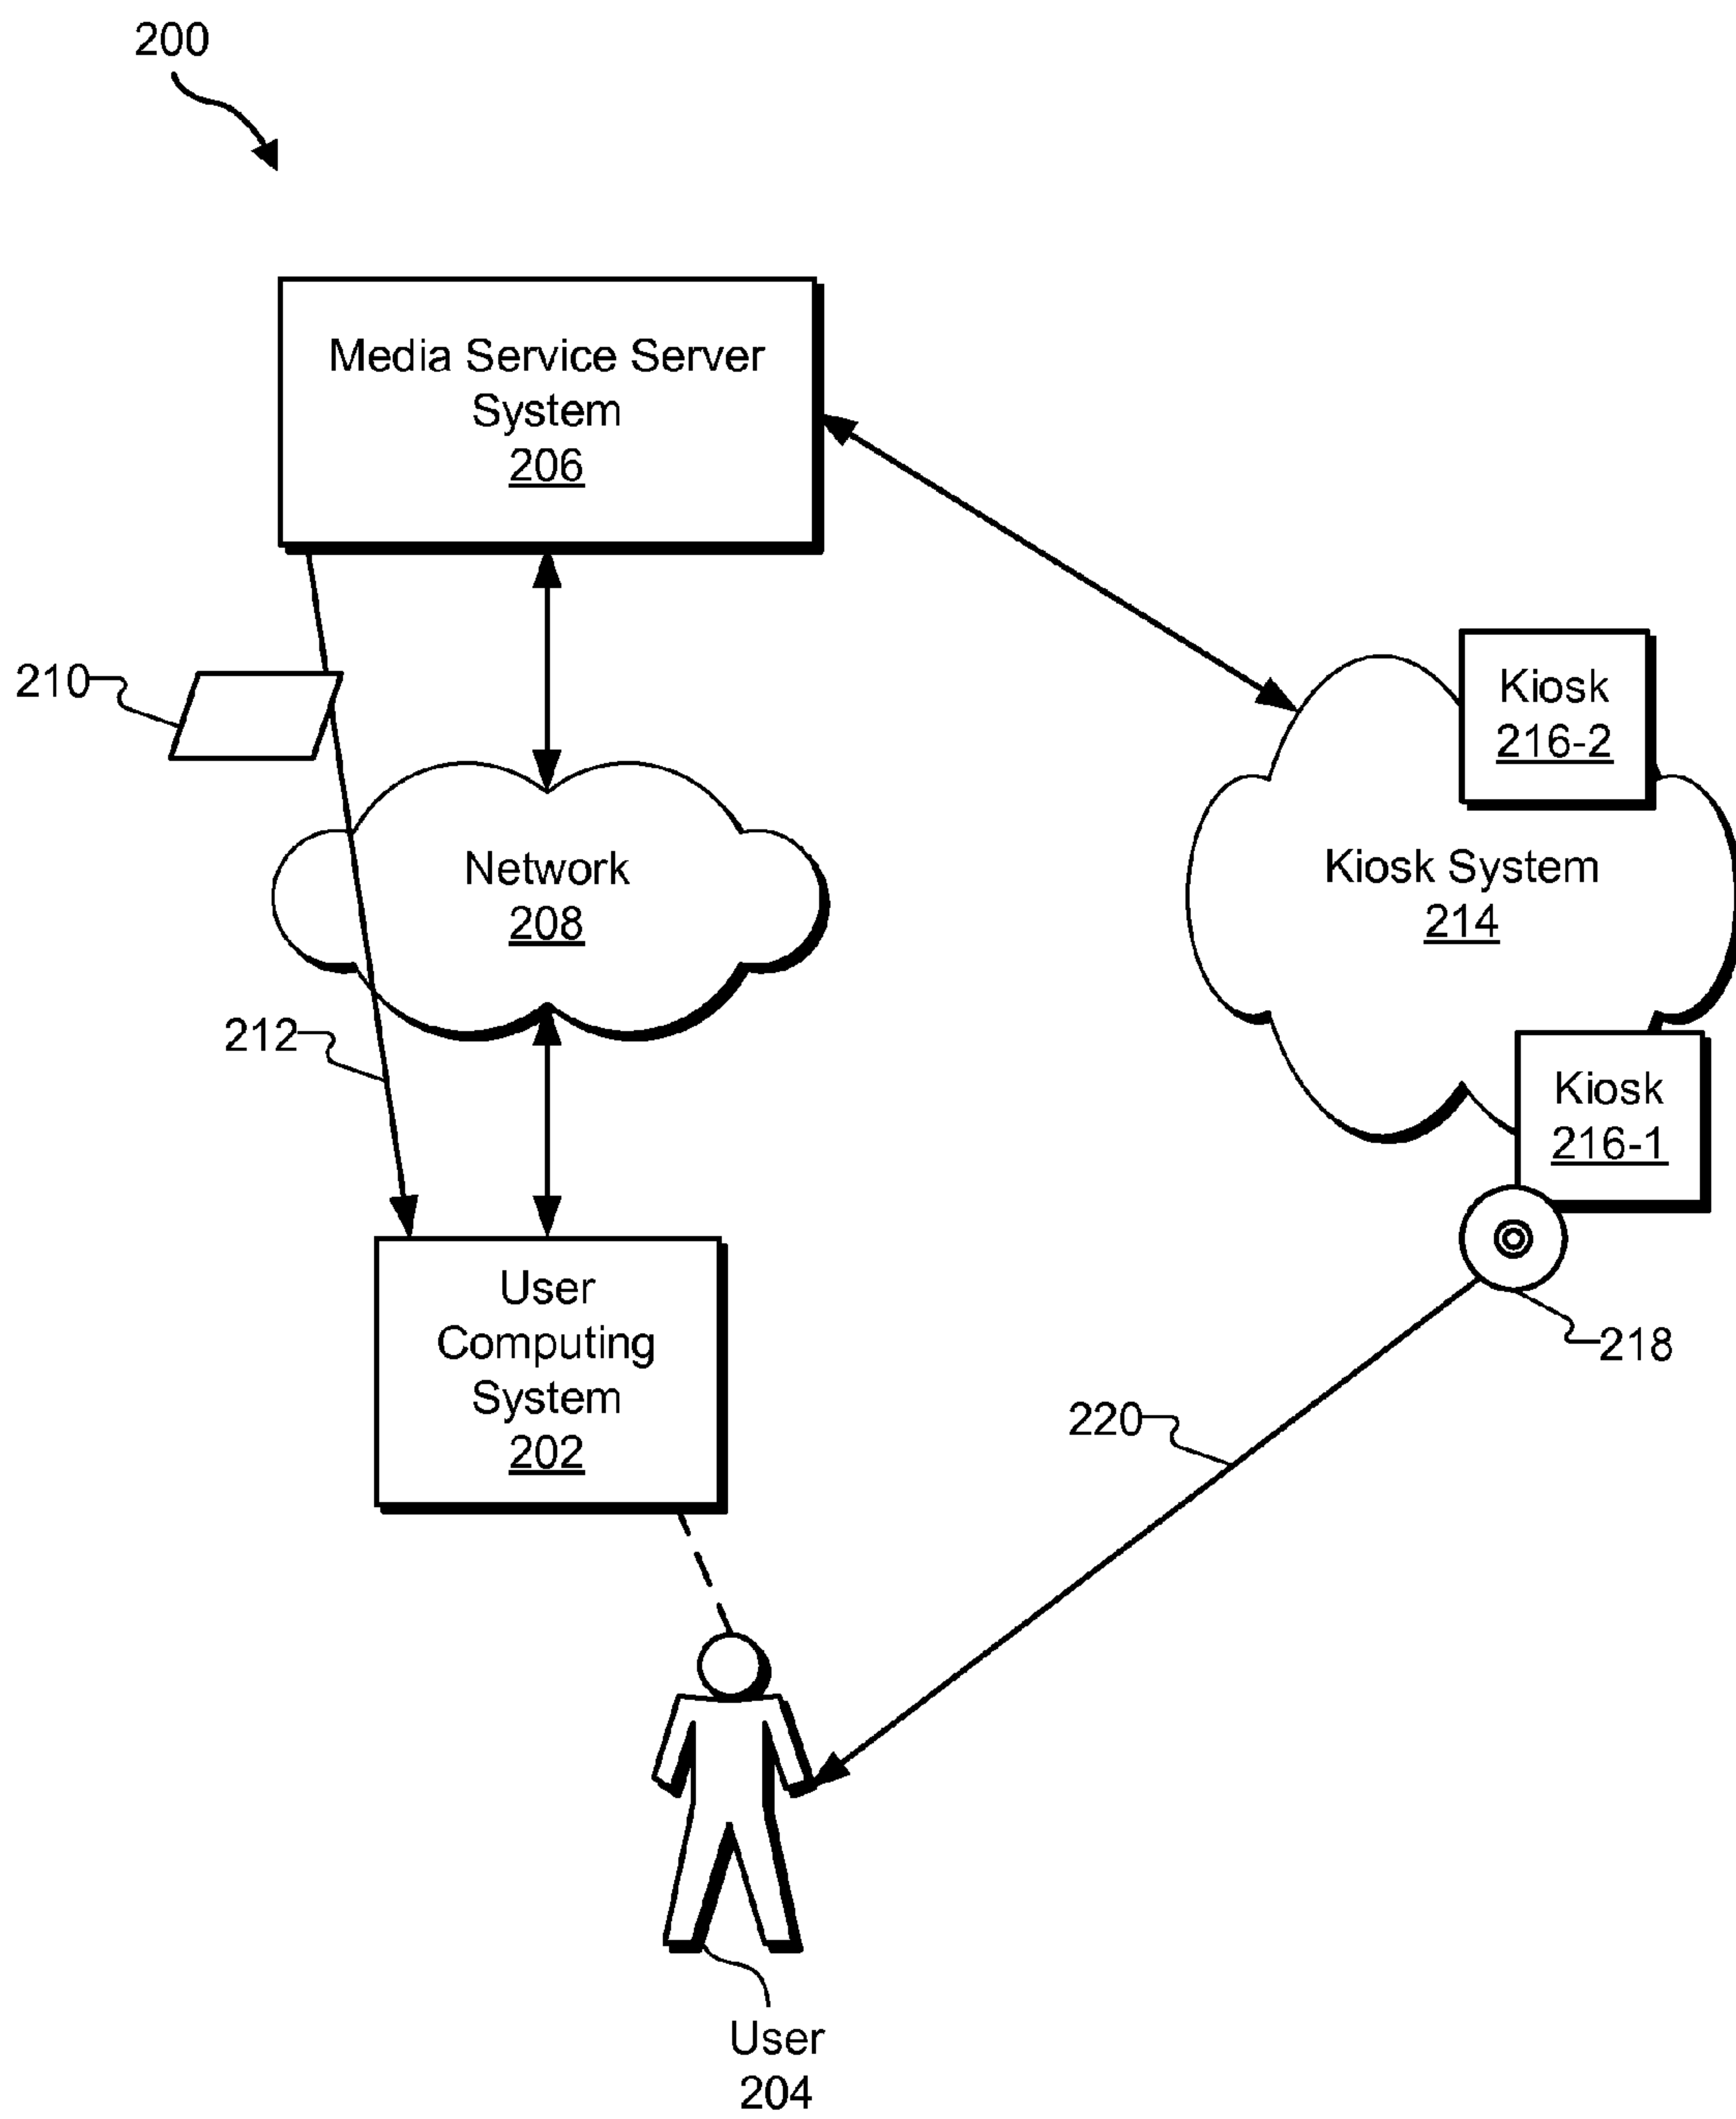 200
Media Service Server
System
206
210
Kiosk
216-2
Network
208
Kiosk System
214
212
Kiosk
216-1
User
Computing
System
202
218
220
User
204